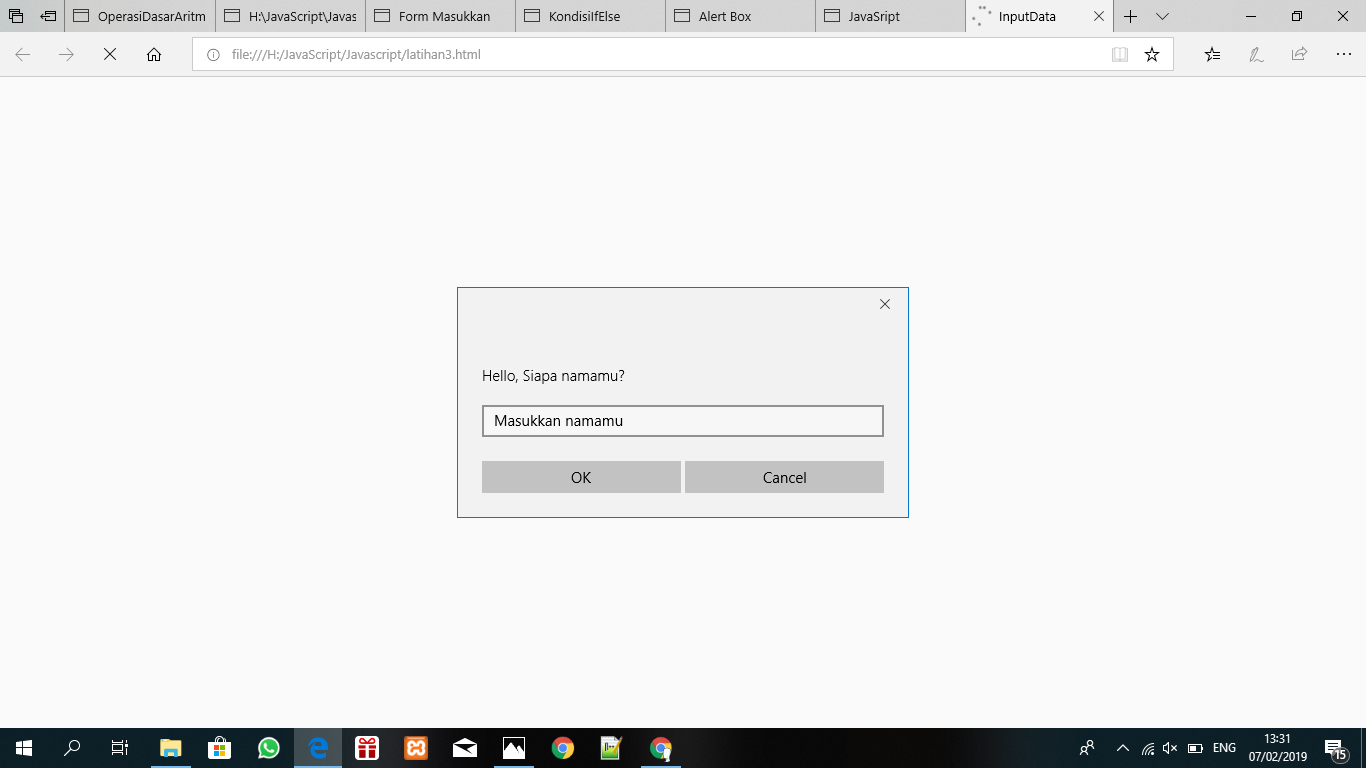 OperasiDasarAritm
H:\JavaScript\Javas
Form Masukkan
KondisiIfElse
Alert Box
JavaSript
InputData
file:///H:/JavaScript/Javascript/latihan3.html
Hello, Siapa namamu?
Masukkan namamu
OK Cancel
ENG
13:31
07/02/2019
15